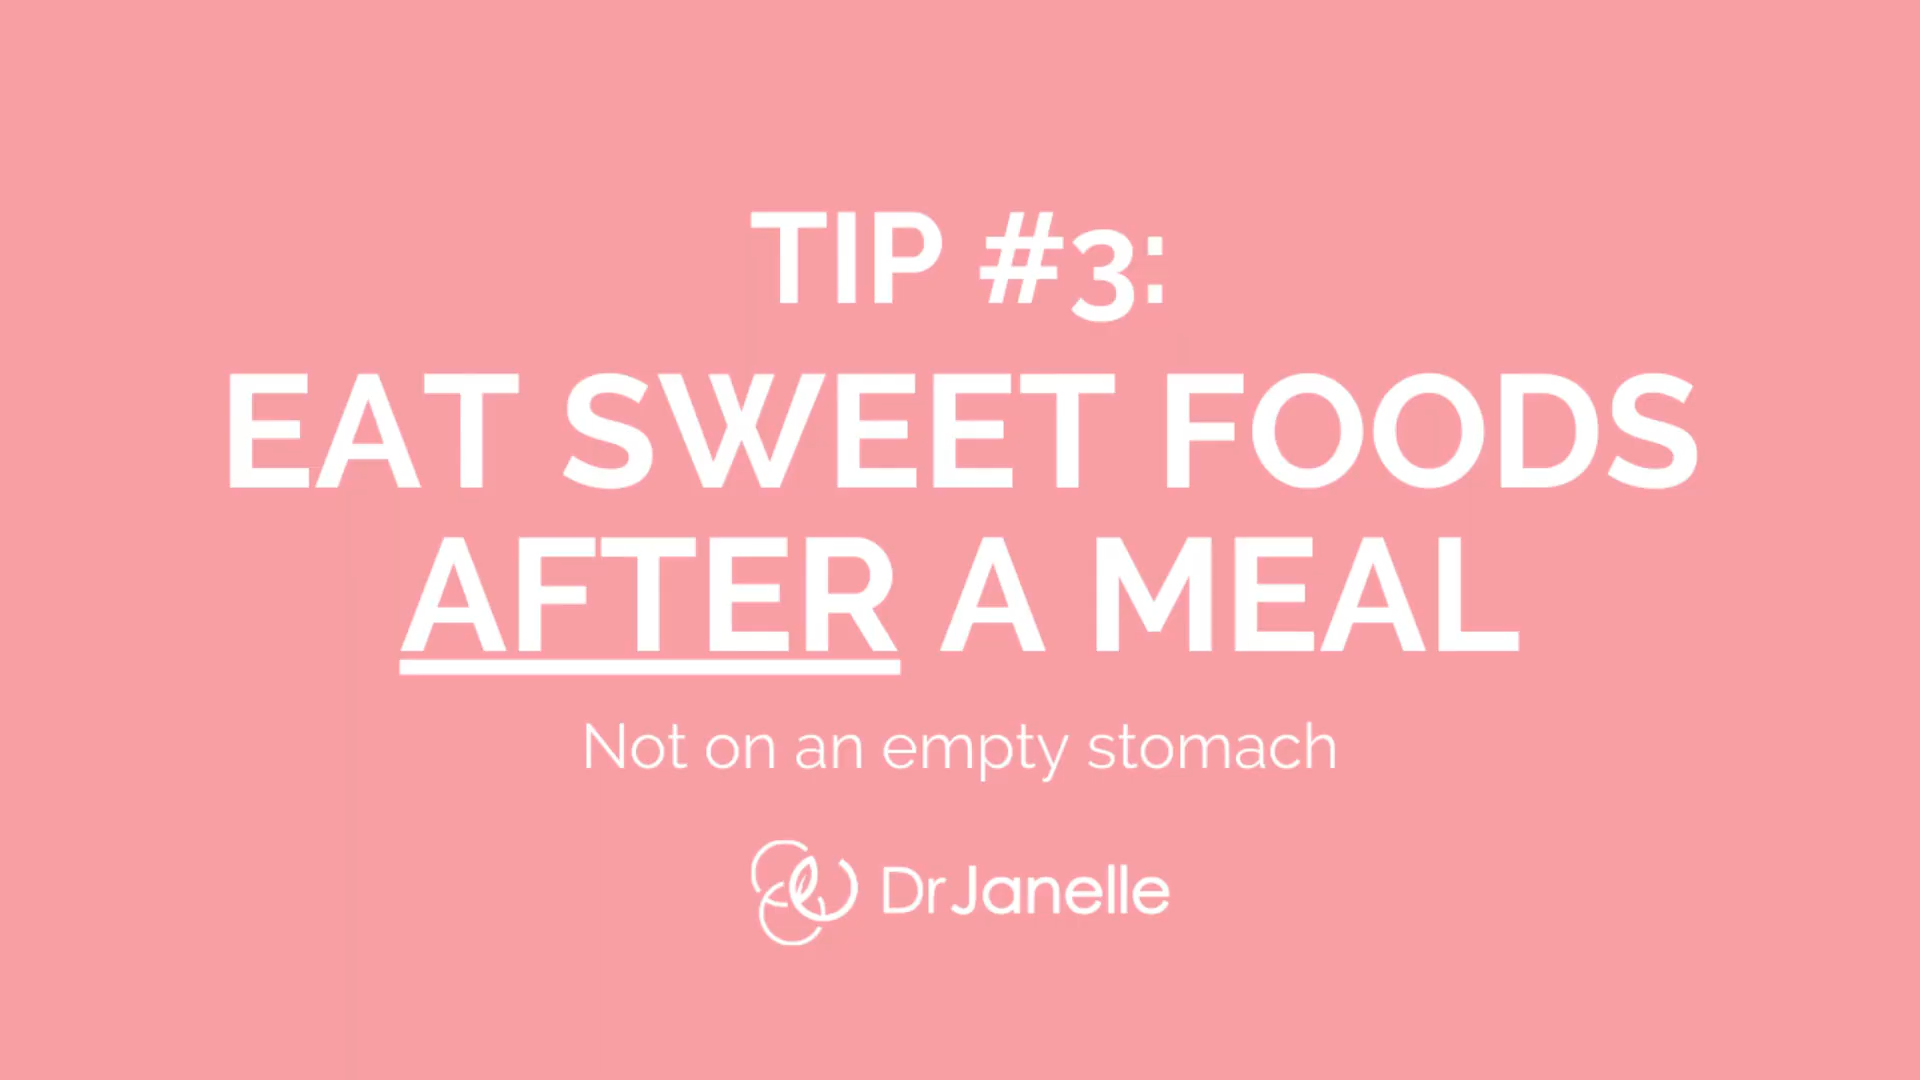 TIP #3:
EAT SWEET FOODS
AFTER A MEAL
Not on an empty stomach
DrJanelle